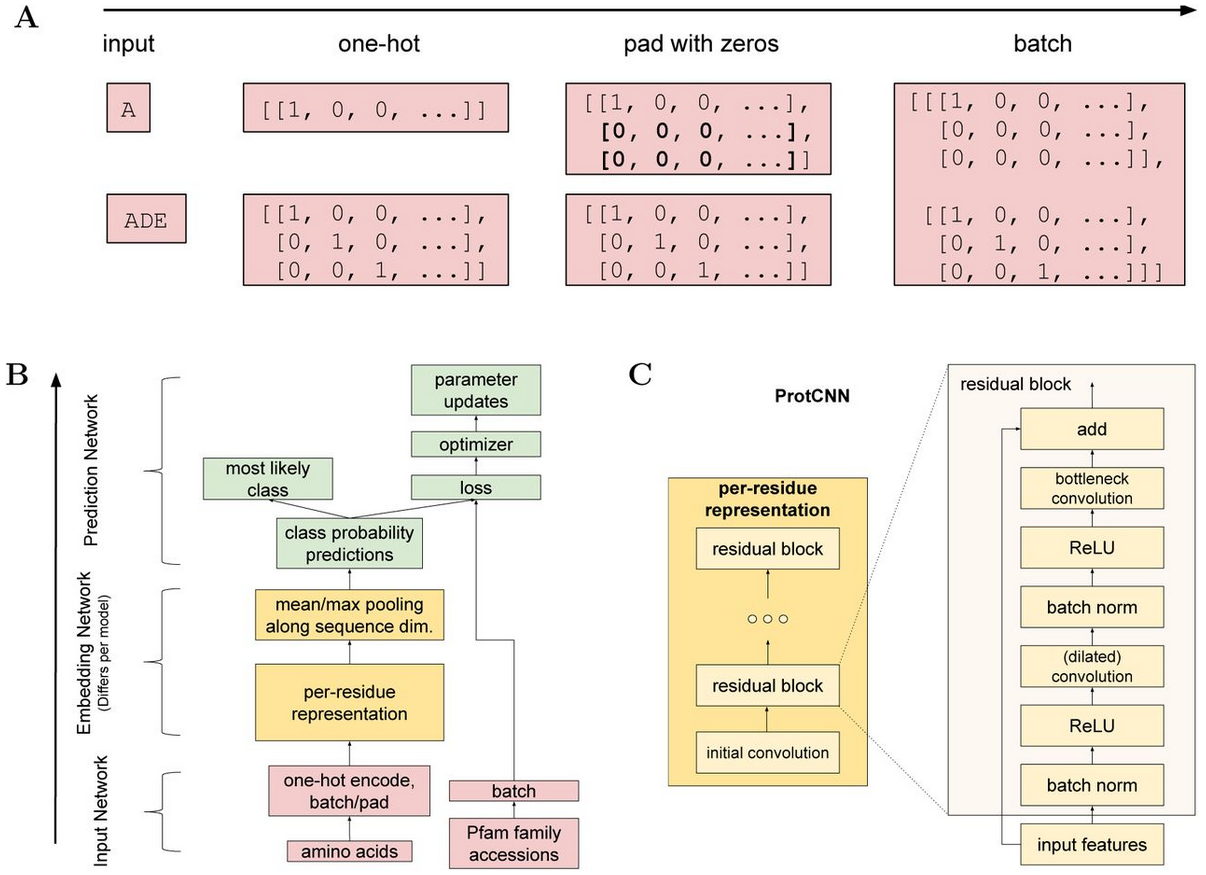 A
input
one-hot
pad with zeros
batch
A
[[1, 0, 0, ...]]
[[1, 0, 0, ...],
[0, 0, 0, ...],
[0, 0, 0, ...]]
[[[1, 0, 0, ...],
[0, 0, 0, ...],
[0, 0, 0, ...]],
ADE
[[1, 0, 0, ...],
[0, 1, 0, ...],
[0, 0, 1, ...]]
[[1, 0, 0, ...],
[0, 1, 0, ...],
[0, 0, 1, ...]]
[[1, 0, 0, ...],
[0, 1, 0, ...],
[0, 0, 1, ...]]]
B
Prediction Network
Embedding Network
(Differs per model)
Input Network
parameter
updates
optimizer
loss
most likely
class
class probability
predictions
mean/max pooling
along sequence dim.
per-residue
representation
one-hot encode,
batch/pad
amino acids
batch
Pfam family
accessions
C
ProtCNN
per-residue
representation
residual block
residual block
initial convolution
residual block
add
bottleneck
convolution
ReLU
batch norm
(dilated)
convolution
ReLU
batch norm
input features